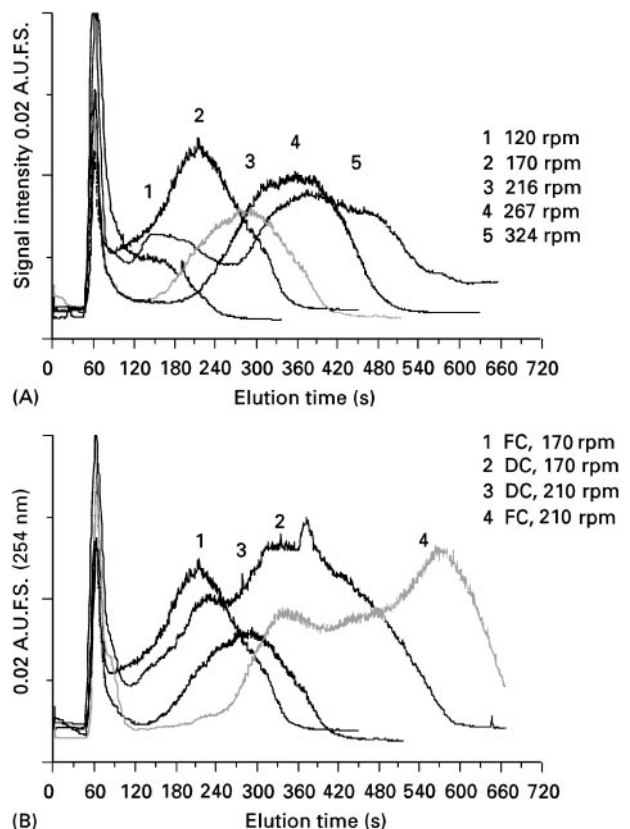 Signal intensity 0.02 A.U.F.S.
1
2
3
4
5
1 120 rpm
2 170 rpm
3 216 rpm
4 267 rpm
5 324 rpm
0 60 120 180 240 300 360 420 480 540 600 660 720
(A)
Elution time (s)
0.02 A.U.F.S. (254 nm)
1
3
2
4
1 FC, 170 rpm
2 DC, 170 rpm
3 DC, 210 rpm
4 FC, 210 rpm
0 60 120 180 240 300 360 420 480 540 600 660 720
(B)
Elution time (s)